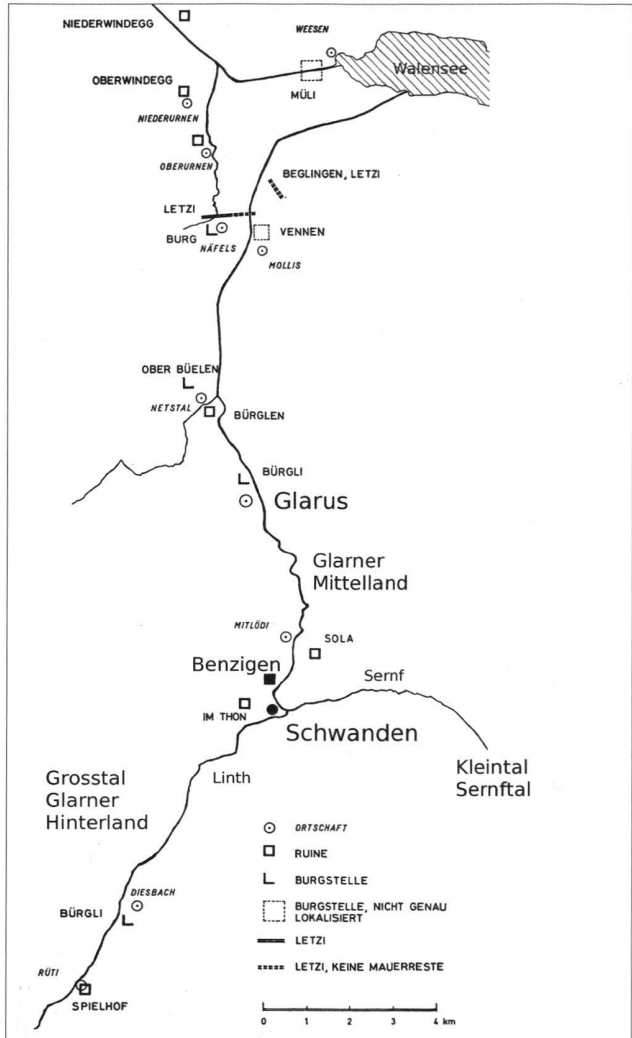 NIEDERWINDEGG
WEESEN
Walensee
OBERWINDEGG
MÜLI
NIEDERURNEN
OBERURNEN
BEGLINGEN, LETZI
LETZI
BURG
VENNEN
NÄFELS
MOLLIS
OBER BÜELEN
NETSTAL
BÜRGLEN
BÜRGLI
Glarus
Glarner
Mittelland
MITLÖDI
SOLA
Benzigen
Sernf
IM THON
Schwanden
Kleintal
Sernftal
Linth
Grosstal
Glarner
Hinterland
ORTSCHAFT
RUINE
BURGSTELLE
BURGSTELLE, NICHT GENAU
LOKALISIERT
LETZI
LETZI, KEINE MAUERRESTE
DIESBACH
BÜRGLI
RÜTI
SPIELHOF
0 1 2 3 4 km